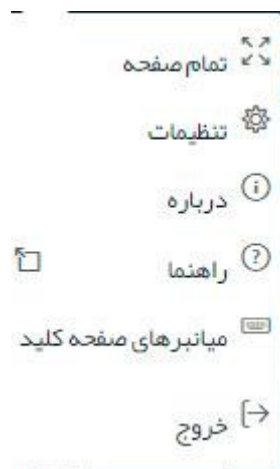 تمام صفحه
تنظیمات
درباره
راهنما
میانبرهای صفحه کلید
خروج